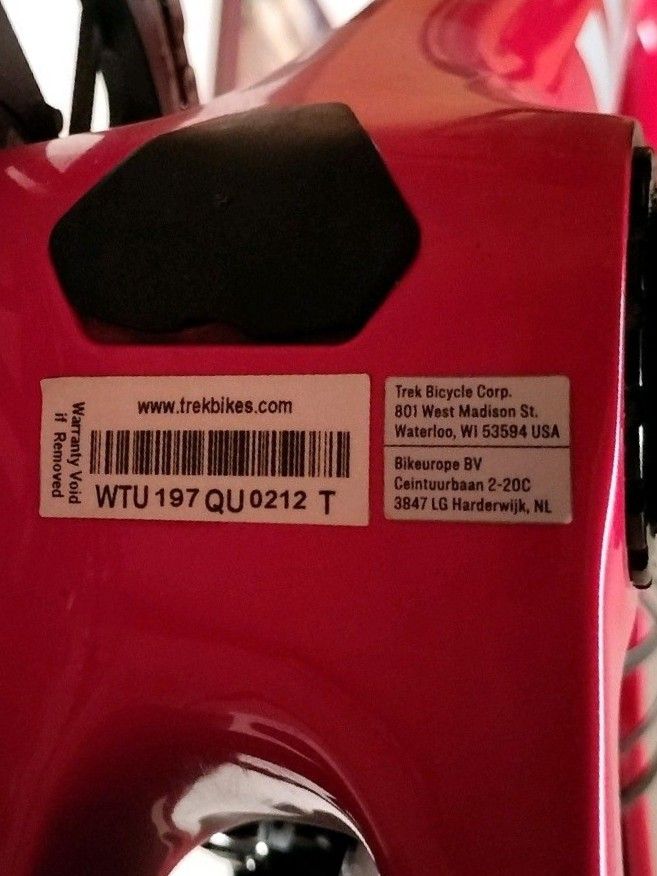 www.trekbikes.com
WTU 197 QU 0212 T
Warranty Void
if Removed
Trek Bicycle Corp.
801 West Madison St.
Waterloo, WI 53594 USA
Bikeurope BV
Ceintuurbaan 2-20C
3847 LG Harderwijk, NL